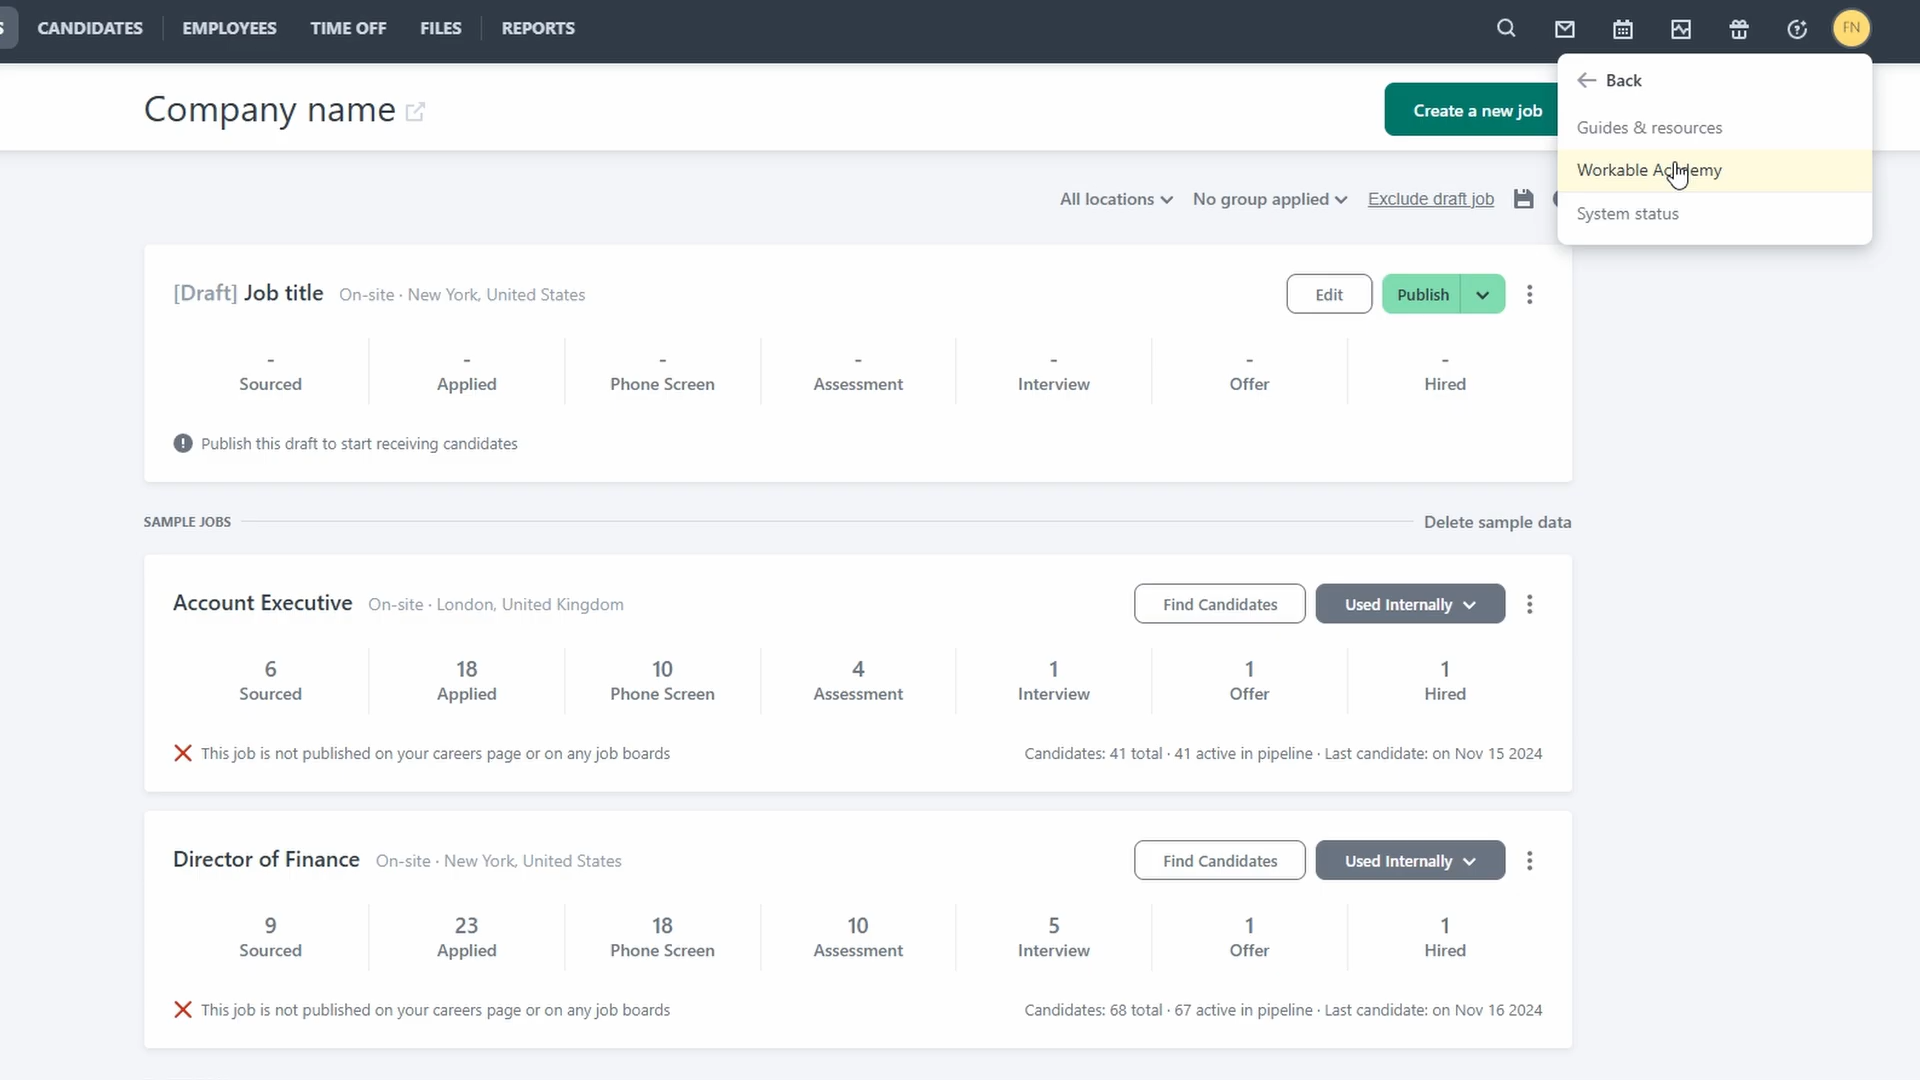 S CANDIDATES EMPLOYEES TIME OFF FILES REPORTS FN
Back
Company name
Create a new job
Guides & resources
Workable
System status
All locations No group applied Exclude draft job
[Draft] Job title On-site · New York, United States
Edit Publish
- - - - - - -
Sourced Applied Phone Screen Assessment Interview Offer Hired
! Publish this draft to start receiving candidates
SAMPLE JOBS Delete sample data
Account Executive On-site · London, United Kingdom
Find Candidates Used Internally
6 18 10 4 1 1 1
Sourced Applied Phone Screen Assessment Interview Offer Hired
This job is not published on your careers page or on any job boards Candidates: 41 total · 41 active in pipeline · Last candidate: on Nov 15 2024
Director of Finance On-site · New York, United States
Find Candidates Used Internally
9 23 18 10 5 1 1
Sourced Applied Phone Screen Assessment Interview Offer Hired
This job is not published on your careers page or on any job boards Candidates: 68 total · 67 active in pipeline · Last candidate: on Nov 16 2024